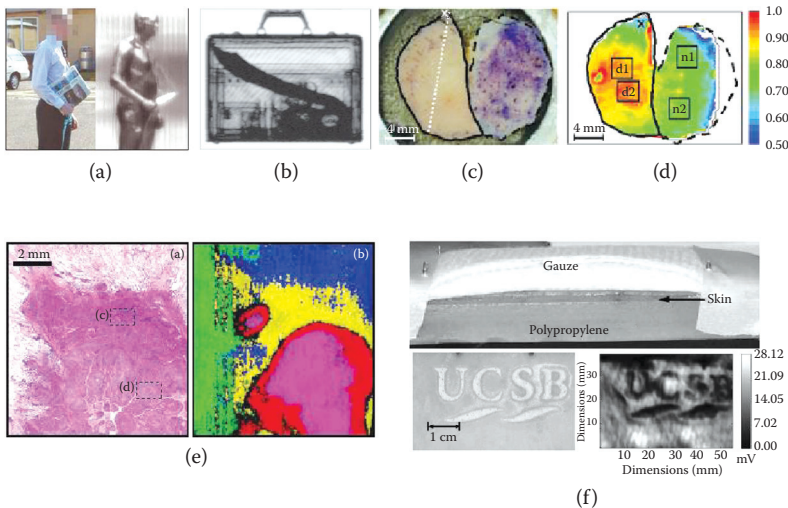 4 mm
(a)
(b)
(c)
x
d1
d2
n1
n2
4 mm
1.0
0.90
0.80
0.70
0.60
0.50
(d)
2 mm
(a)
(c)
(d)
(b)
(e)
Gauze
Skin
Polypropylene
UCSB
1 cm
UCSB
Dimensions (mm)
30
20
10
10 20 30 40 50
Dimensions (mm)
28.12
21.09
14.05
7.02
0.00
mV
(f)